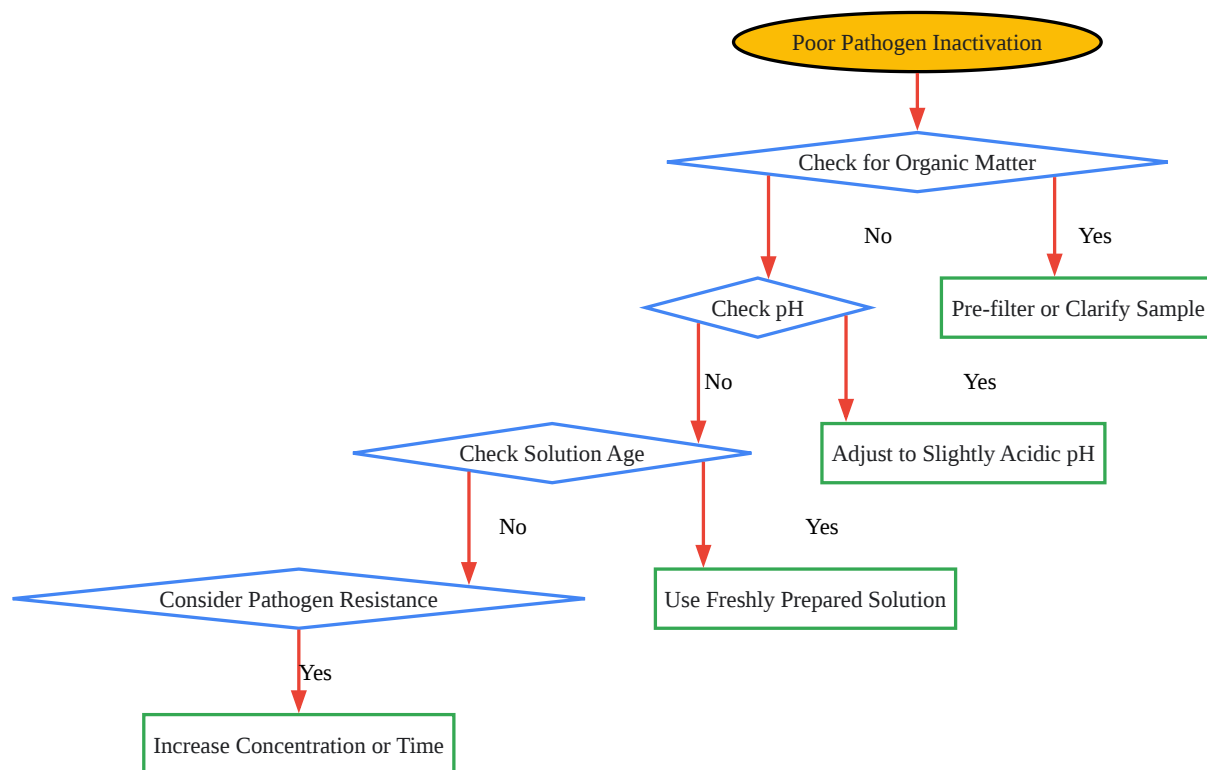 Poor Pathogen Inactivation
Check for Organic Matter
No
Yes
Check pH
Pre-filter or Clarify Sample
No
Yes
Check Solution Age
Adjust to Slightly Acidic pH
No
Yes
Consider Pathogen Resistance
Use Freshly Prepared Solution
Yes
Increase Concentration or Time